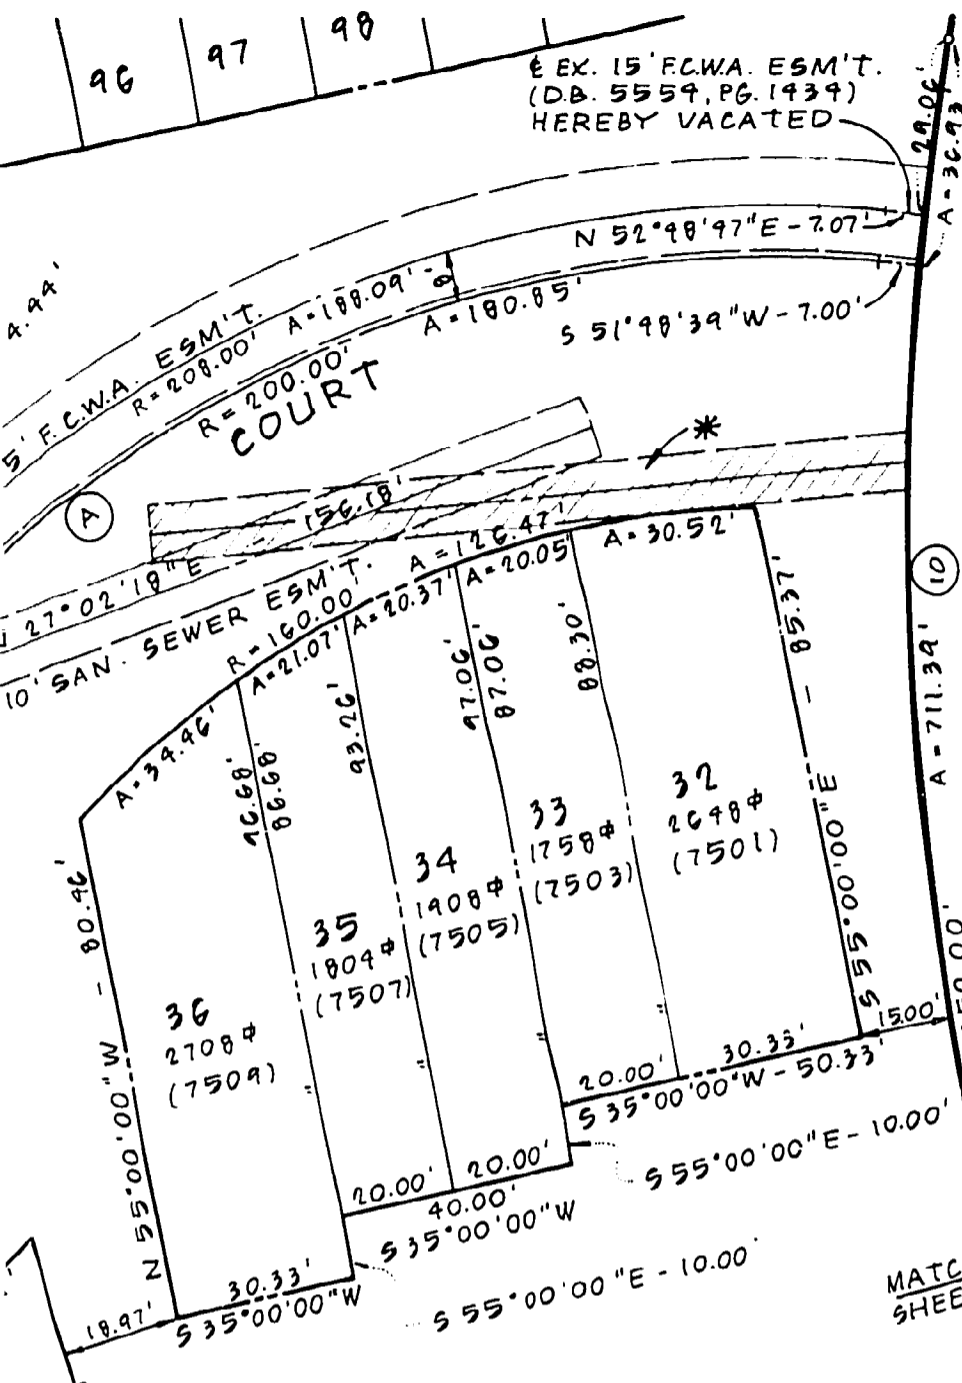 96
97
98
₵ EX. 15' F.C.W.A. ESM'T.
(D.B. 5554, PG. 1434)
HEREBY VACATED
29.06'
A = 36.93'
N 52°48'47"E - 7.07'
S 51°48'39"W - 7.00'
4.44'
5' F.C.W.A. ESM'T.
R = 208.00'
A = 188.09'
8'
R = 200.00'
A = 180.85'
COURT
*
A
156.18'
N 27°02'18"E
10' SAN. SEWER ESM'T.
R = 160.00'
A = 126.47'
A = 34.46'
A = 21.07'
A = 20.37'
A = 20.05'
A = 30.52'
10
A = 711.39'
80.46'
N 55°00'00"W
96.68'
86.68'
93.26'
97.06'
87.06'
88.30'
85.37'
S 55°00'00"E
32
2648⌽
(7501)
33
1758⌽
(7503)
34
1908⌽
(7505)
35
1804⌽
(7507)
36
2708⌽
(7509)
"
"
"
"
15.00'
20.00'
30.33'
S 35°00'00"W - 50.33'
S 55°00'00"E - 10.00'
20.00'
20.00'
40.00'
S 35°00'00"W
S 55°00'00"E - 10.00'
30.33'
S 35°00'00"W
18.97'
MATC
SHEE